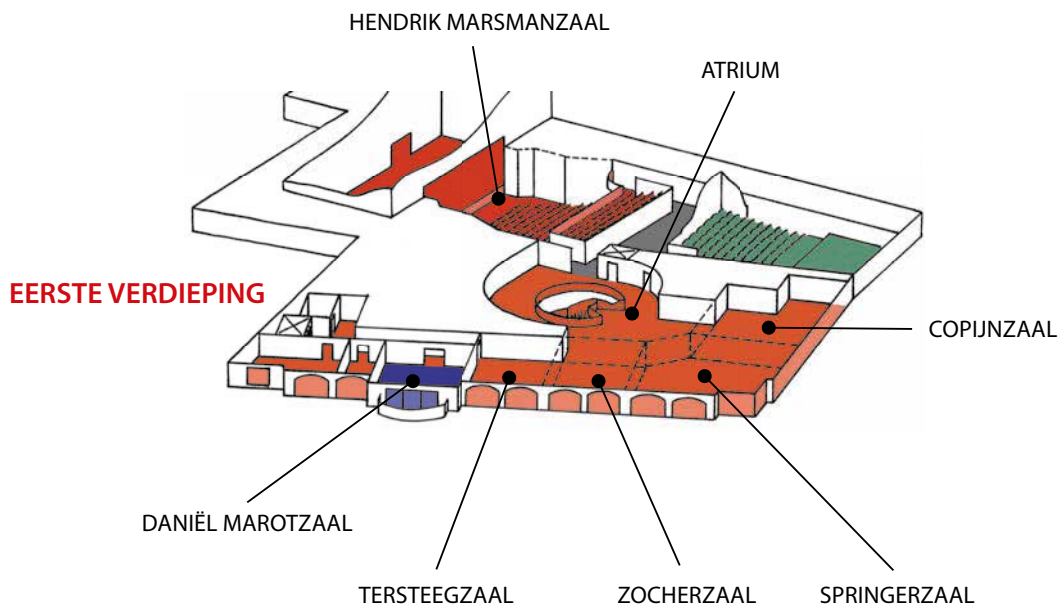 HENDRIK MARSMANZAAL
ATRIUM
EERSTE VERDIEPING
COPIJNZAAL
DANIËL MAROTZAAL
TERSTEEGZAAL
ZOCHERZAAL
SPRINGERZAAL